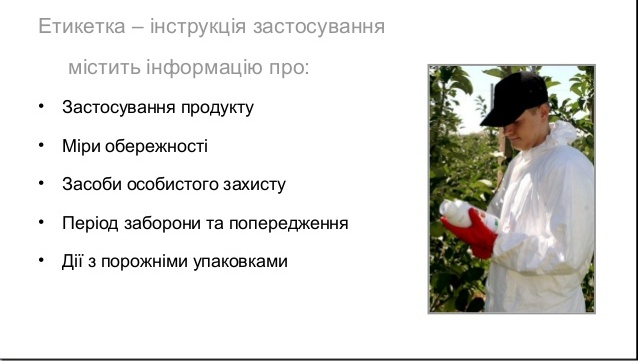 Етикетка – інструкція застосування
містить інформацію про:
• Застосування продукту
• Міри обережності
• Засоби особистого захисту
• Період заборони та попередження
• Дії з порожніми упаковками